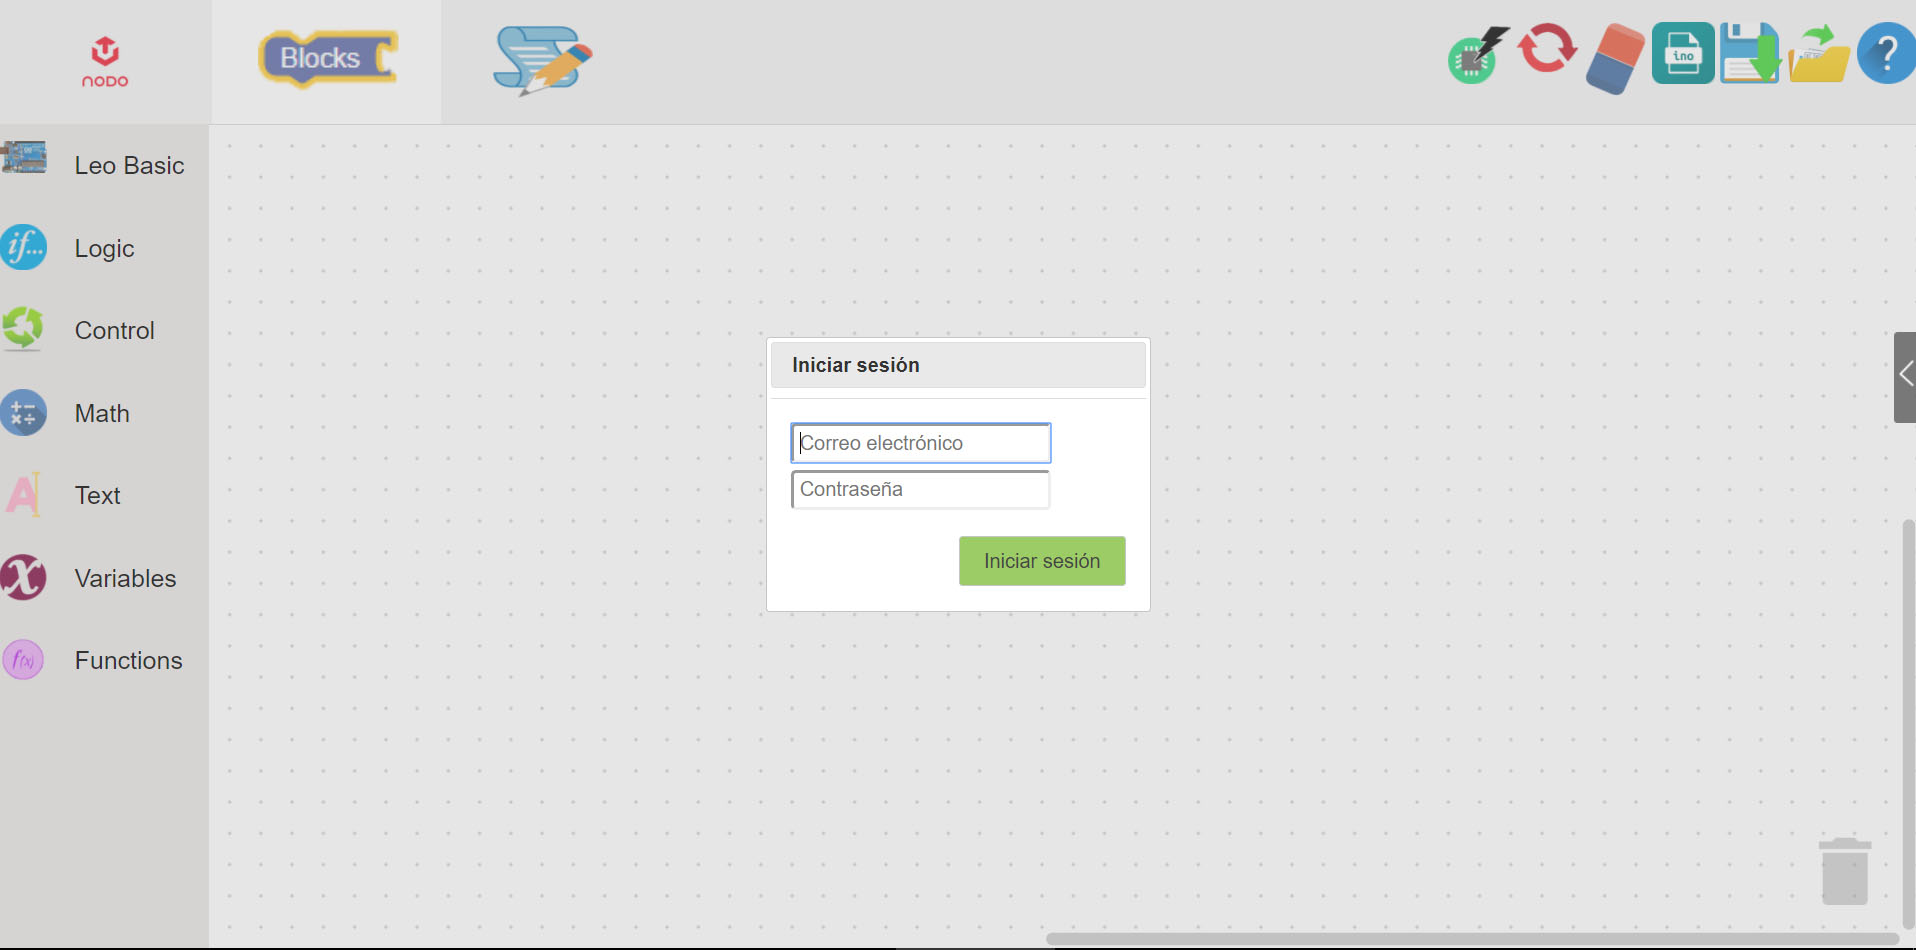 NODO
Blocks
ino
?
Leo Basic
if...
Logic
Control
Math
A
Text
x
Variables
f(x)
Functions
Iniciar sesión
Correo electrónico
Contraseña
Iniciar sesión